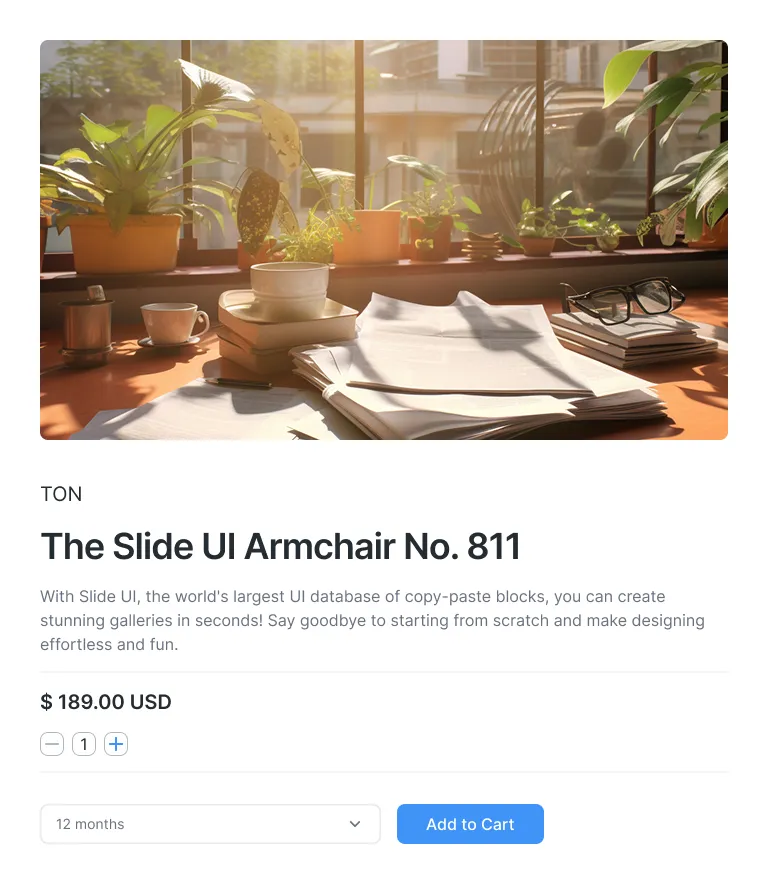 TON
The Slide UI Armchair No. 811
With Slide UI, the world's largest UI database of copy-paste blocks, you can create
stunning galleries in seconds! Say goodbye to starting from scratch and make designing
effortless and fun.
$ 189.00 USD
1
12 months
Add to Cart